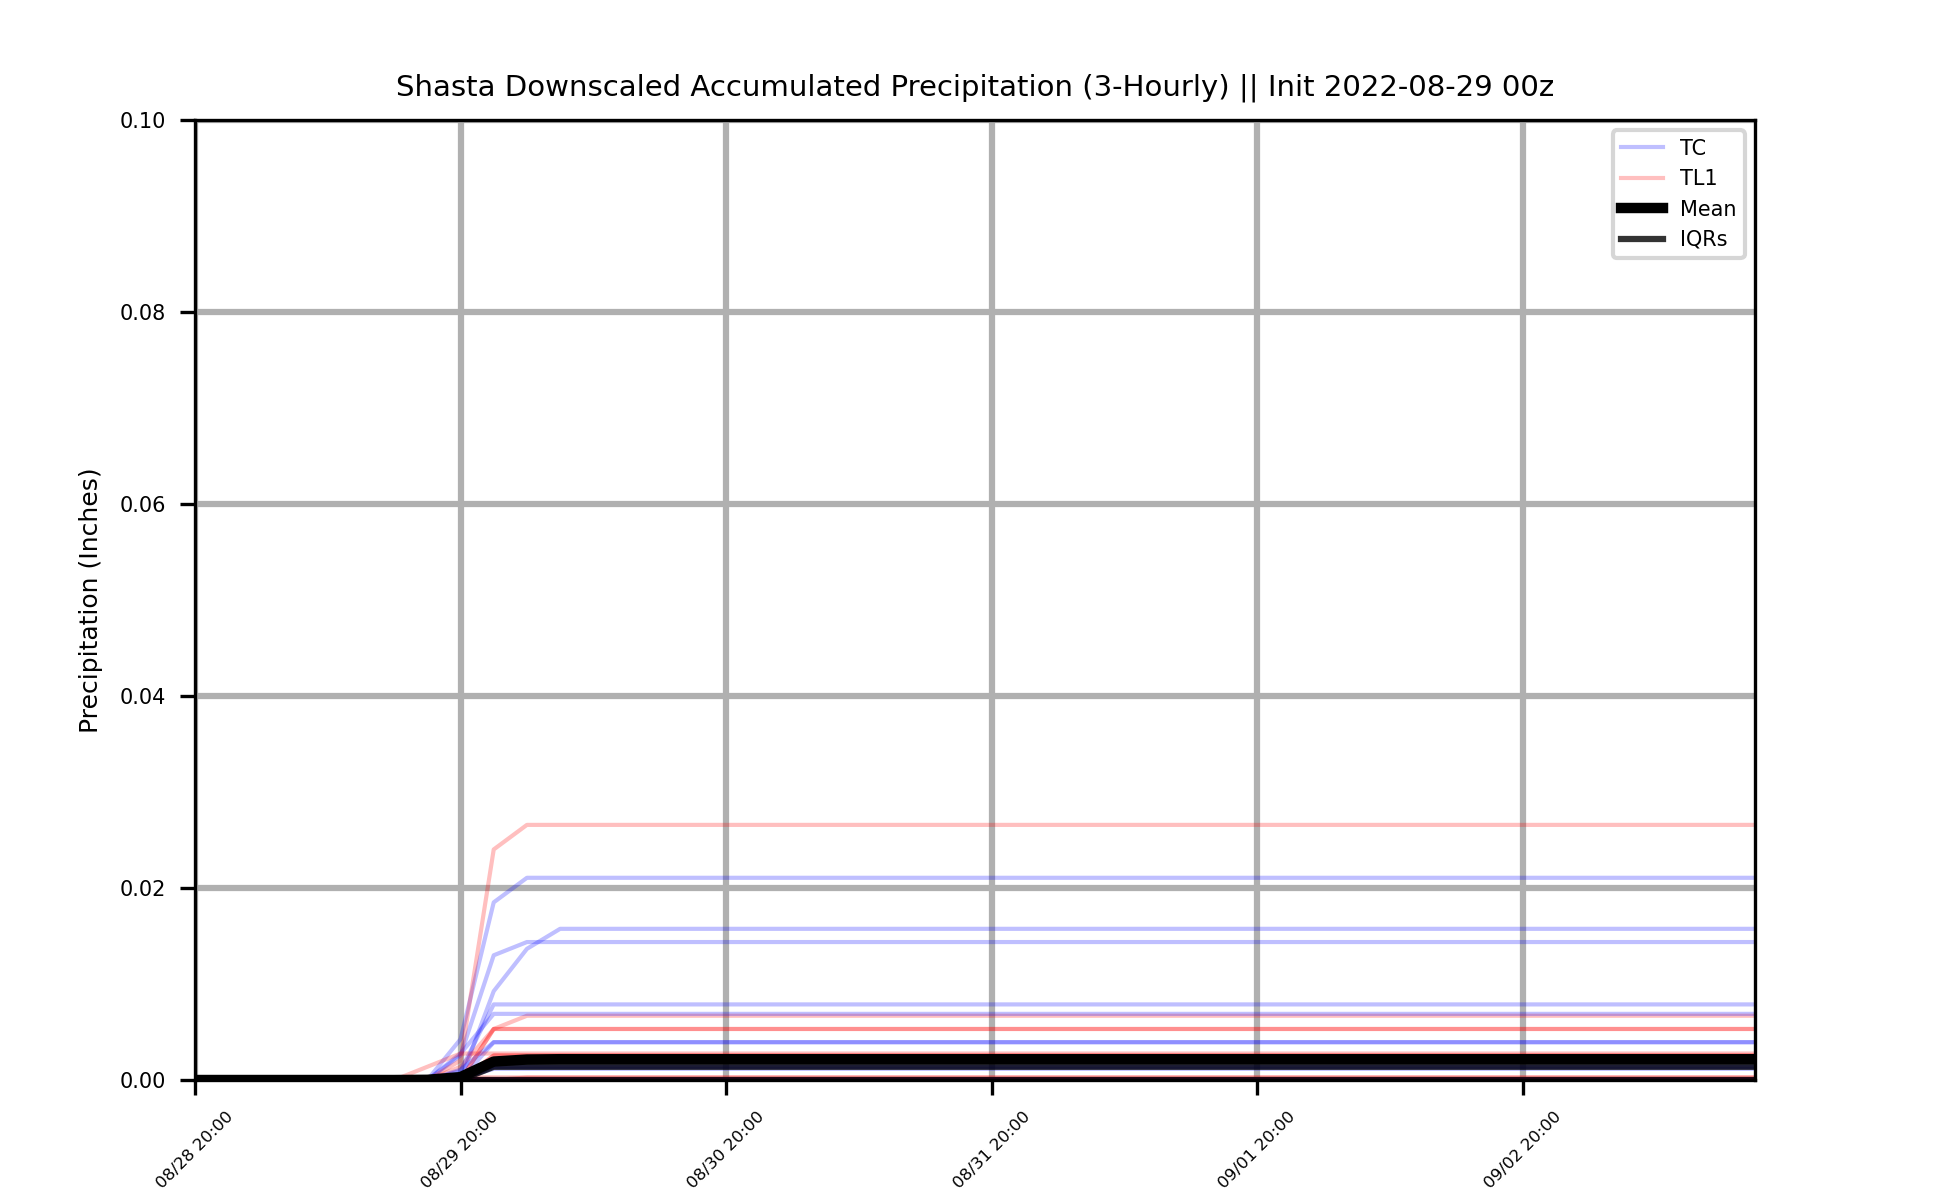 Shasta Downscaled Accumulated Precipitation (3-Hourly) || Init 2022-08-29 00z
TC
TL1
Mean
IQRs
Precipitation (Inches)
0.10
0.08
0.06
0.04
0.02
0.00
08/28 20:00
08/29 20:00
08/30 20:00
08/31 20:00
09/01 20:00
09/02 20:00